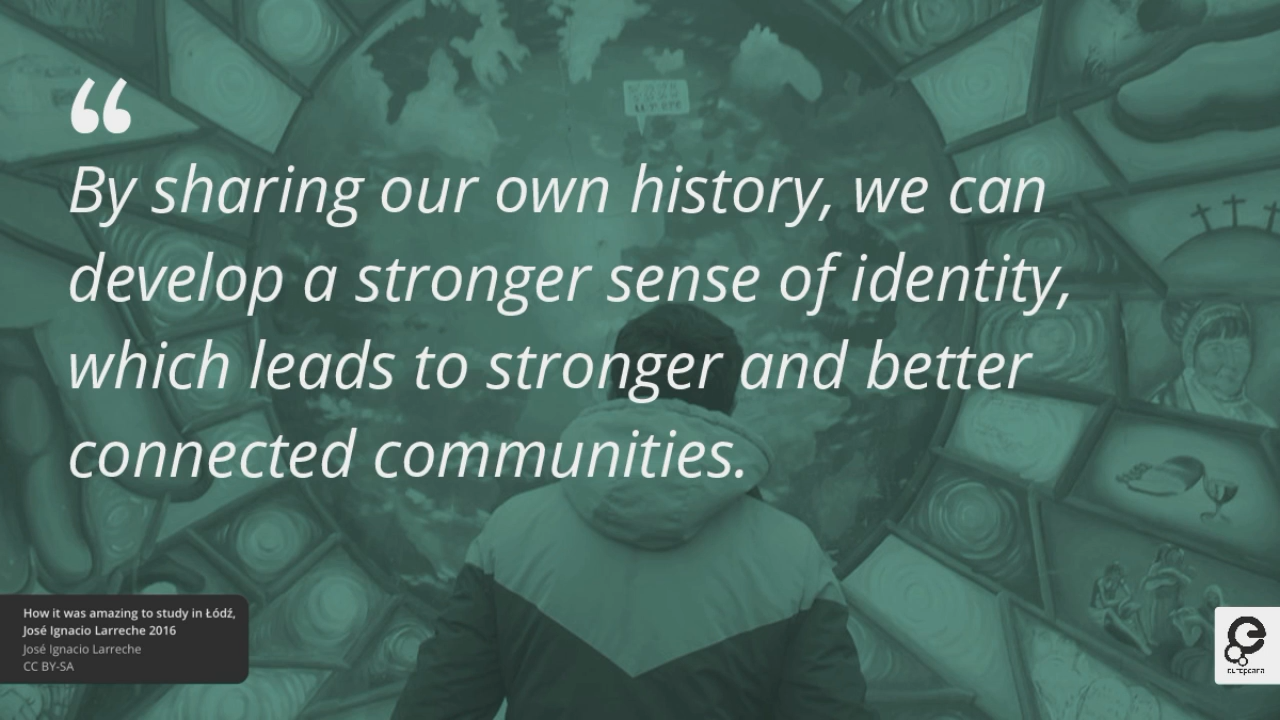 “
By sharing our own history, we can
develop a stronger sense of identity,
which leads to stronger and better
connected communities.
How it was amazing to study in Łódź,
José Ignacio Larreche 2016
José Ignacio Larreche
CC BY-SA
europeana